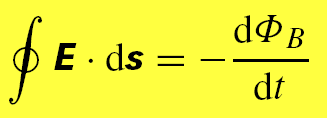 ∮ E · ds = − dΦ_B / dt